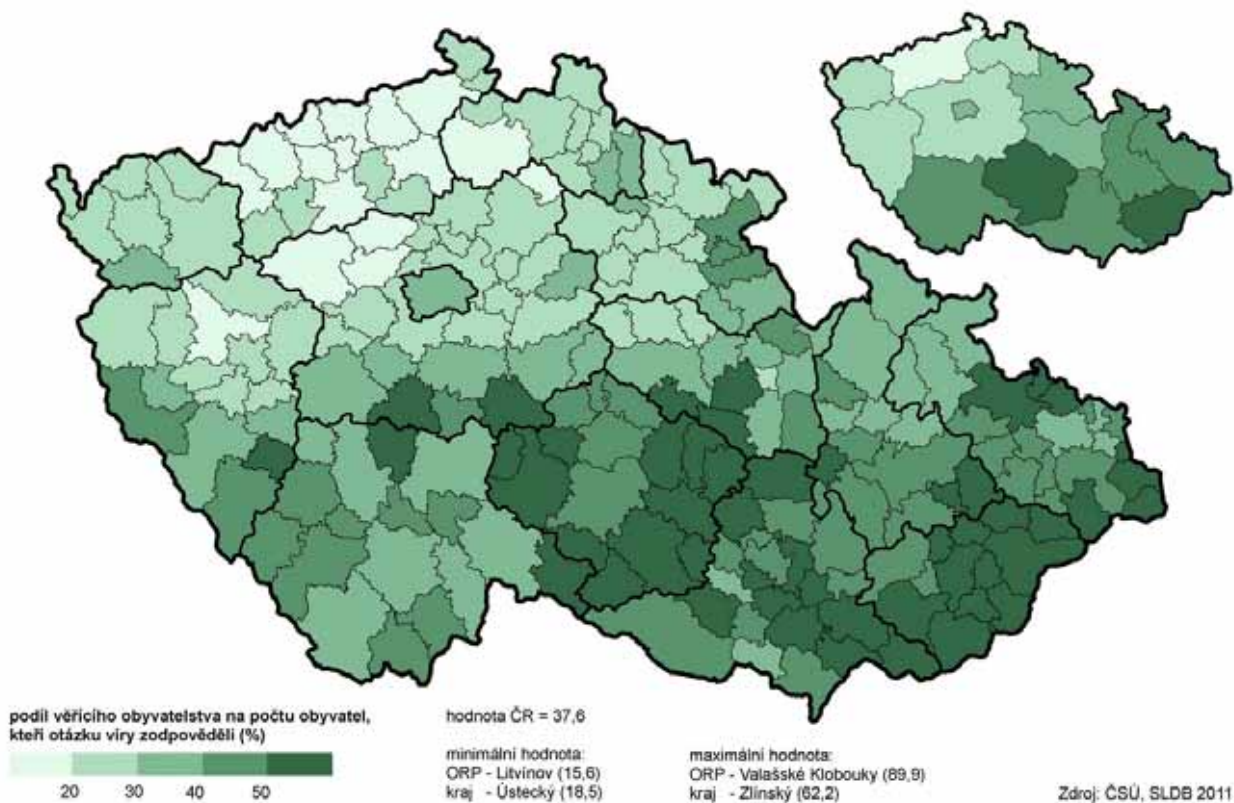 podíl věřícího obyvatelstva na počtu obyvatel,
kteří otázku víry zodpověděli (%)
20 30 40 50
hodnota ČR = 37,6
minimální hodnota:
ORP - Litvínov (15,6)
kraj - Ústecký (18,5)
maximální hodnota:
ORP - Valašské Klobouky (89,9)
kraj - Zlínský (62,2)
Zdroj: ČSÚ, SLDB 2011